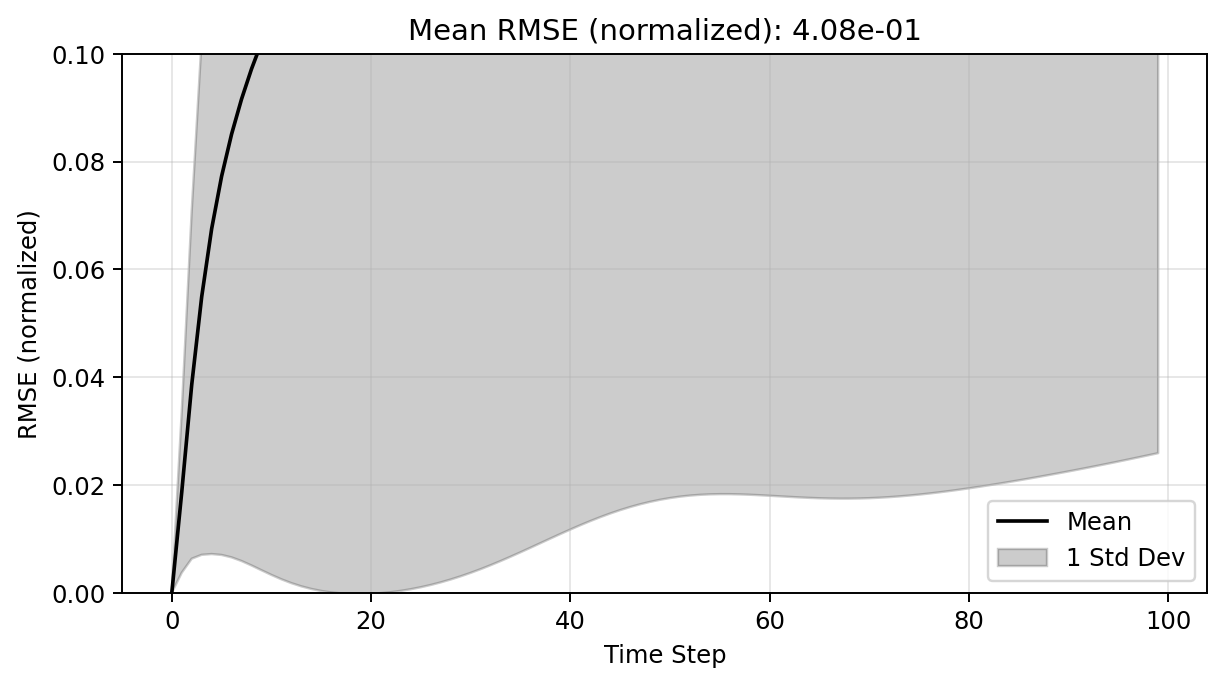 Mean RMSE (normalized): 4.08e-01
0.10
0.08
0.06
0.04
0.02
0.00
RMSE (normalized)
0
20
40
60
80
100
Time Step
Mean
1 Std Dev